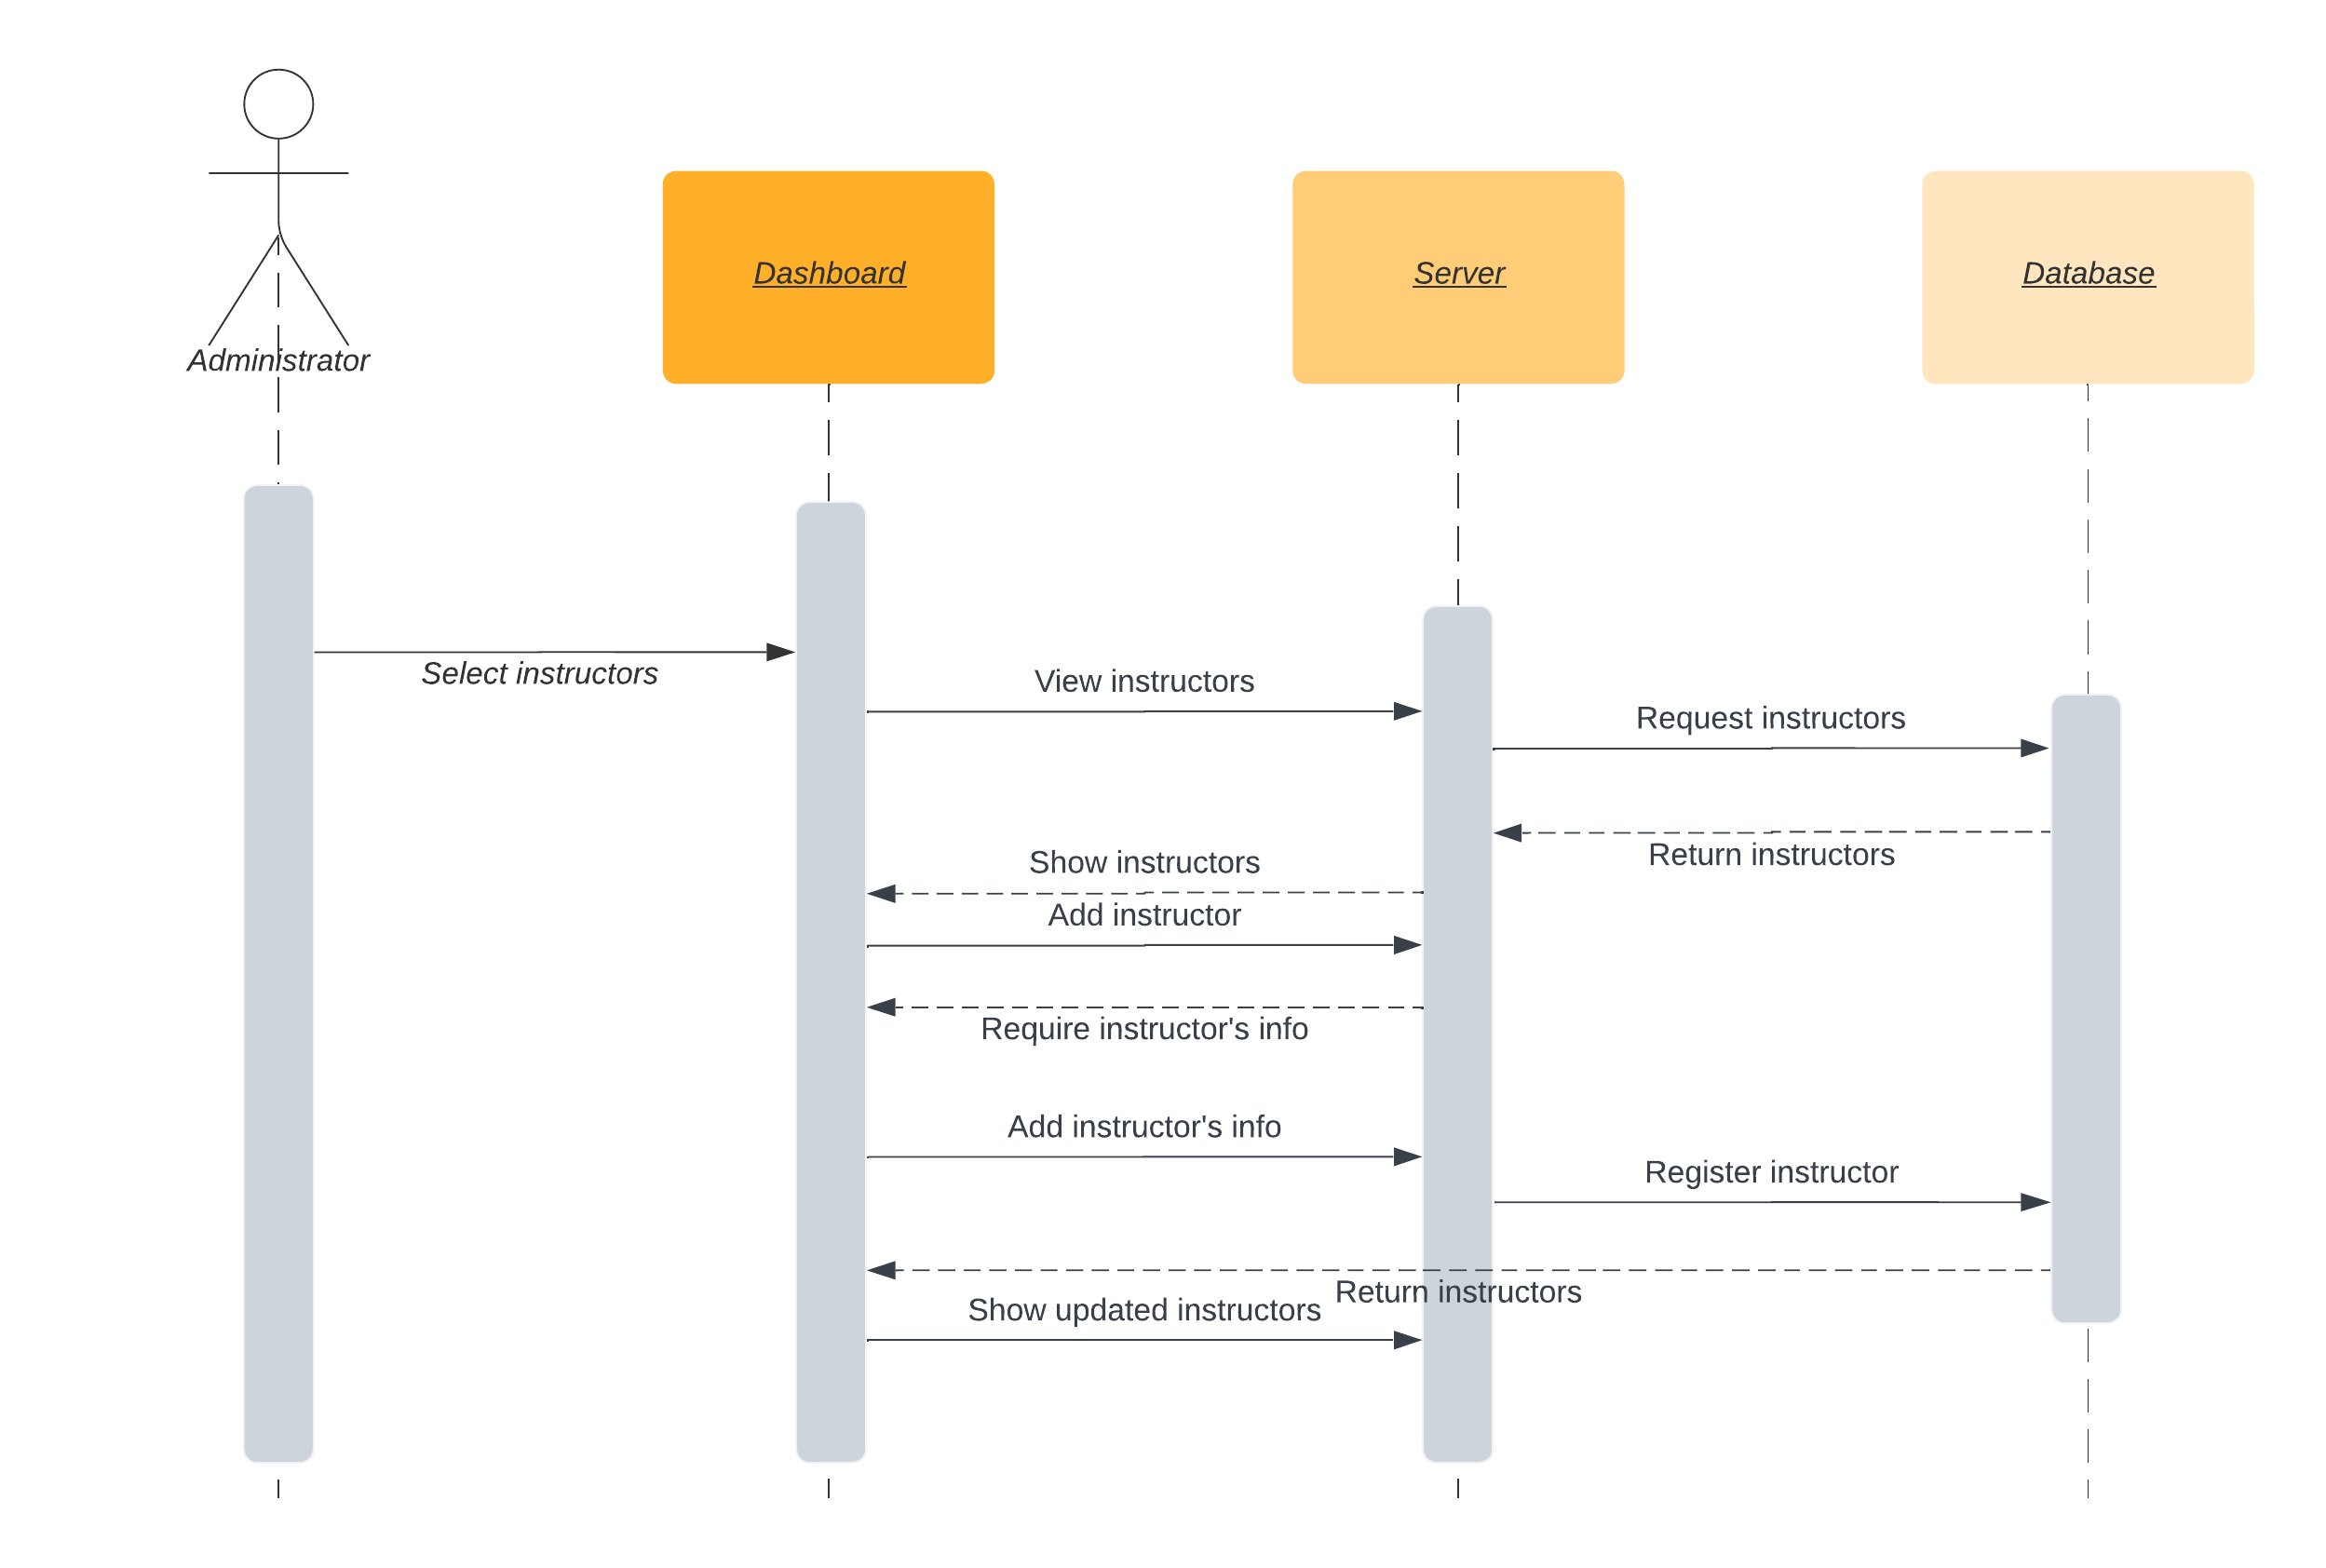 Dashboard
Server
Database
Administrator
Select instructors
View instructors
Request instructors
Return instructors
Show instructors
Add instructor
Require instructor's info
Add instructor's info
Register instructor
Return instructors
Show updated instructors